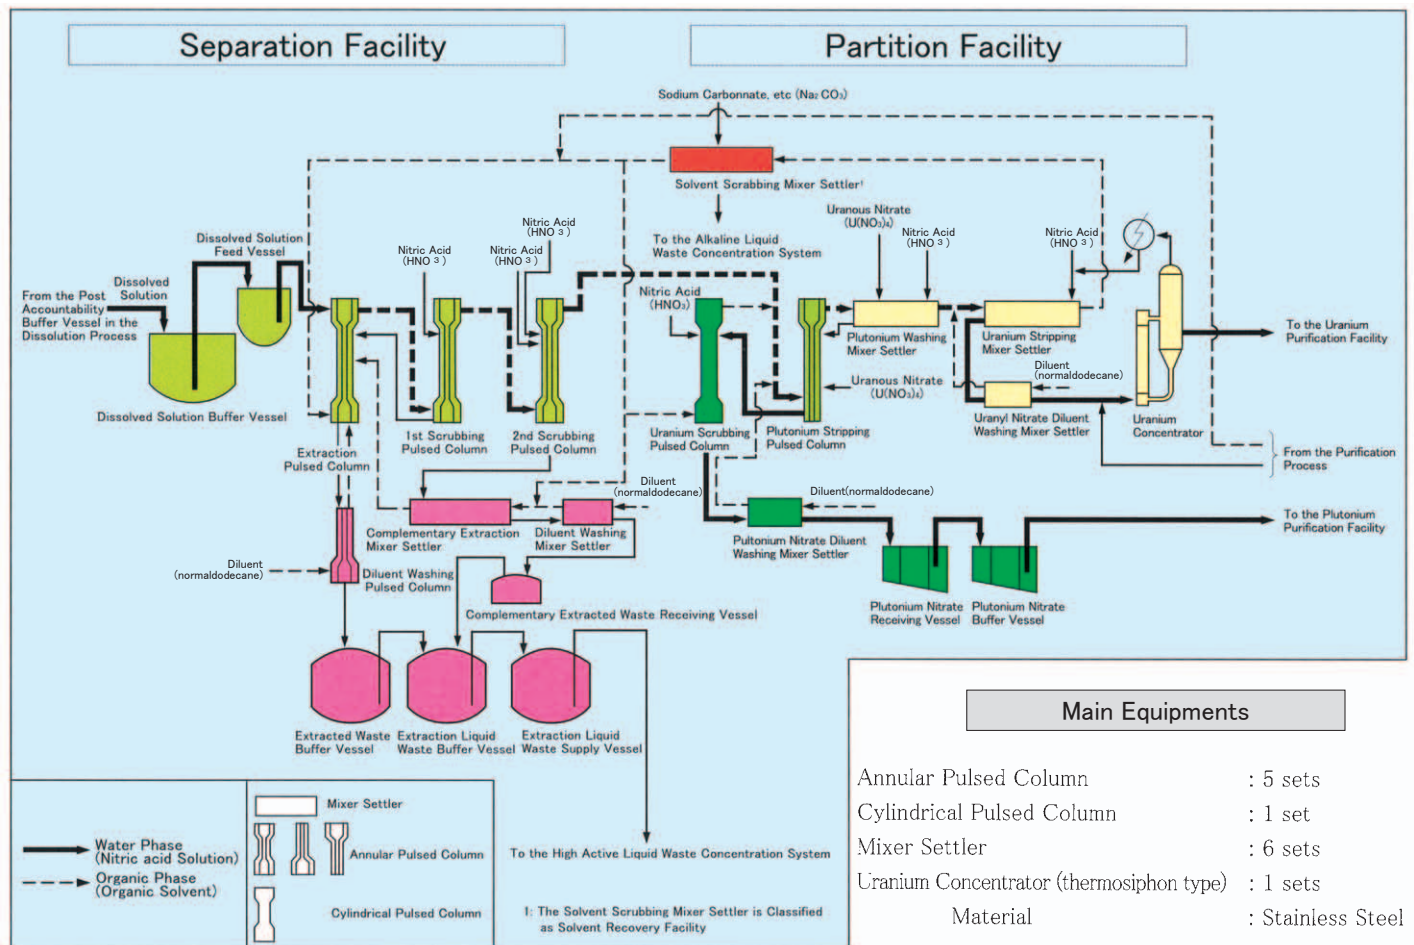 Separation Facility
Partition Facility
Sodium Carbonnate, etc (Na₂ CO₃)
Solvent Scrabbing Mixer Settler¹
To the Alkaline Liquid
Waste Concentration System
Uranous Nitrate
(U(NO₃)₄)
Nitric Acid
(HNO ₃ )
Nitric Acid
(HNO ₃ )
Nitric Acid
(HNO ₃ )
Nitric Acid
(HNO ₃ )
Nitric Acid
(HNO ₃ )
Nitric Acid
(HNO₃)
Dissolved Solution
Feed Vessel
Dissolved
Solution
From the Post
Accountability
Buffer Vessel in the
Dissolution Process
Dissolved Solution Buffer Vessel
Extraction
Pulsed Column
1st Scrubbing
Pulsed Column
2nd Scrubbing
Pulsed Column
Uranium Scrubbing
Pulsed Column
Plutonium Stripping
Pulsed Column
Uranous Nitrate
(U(NO₃)₄)
Plutonium Washing
Mixer Settler
Uranium Stripping
Mixer Settler
Diluent
(normaldodecane)
Uranyl Nitrate Diluent
Washing Mixer Settler
Uranium
Concentrator
To the Uranium
Purification Facility
From the Purification
Process
Diluent
(normaldodecane)
Complementary Extraction
Mixer Settler
Diluent Washing
Mixer Settler
Diluent(normaldodecane)
Pultonium Nitrate Diluent
Washing Mixer Settler
To the Plutonium
Purification Facility
Diluent
(normaldodecane)
Diluent Washing
Pulsed Column
Complementary Extracted Waste Receiving Vessel
Plutonium Nitrate
Receiving Vessel
Plutonium Nitrate
Buffer Vessel
Extracted Waste
Buffer Vessel
Extraction Liquid
Waste Buffer Vessel
Extraction Liquid
Waste Supply Vessel
To the High Active Liquid Waste Concentration System
1: The Solvent Scrubbing Mixer Settler is Classified
as Solvent Recovery Facility
Water Phase
(Nitric acid Solution)
Organic Phase
(Organic Solvent)
Mixer Settler
Annular Pulsed Column
Cylindrical Pulsed Column
Main Equipments
Annular Pulsed Column : 5 sets
Cylindrical Pulsed Column : 1 set
Mixer Settler : 6 sets
Uranium Concentrator (thermosiphon type) : 1 sets
Material : Stainless Steel